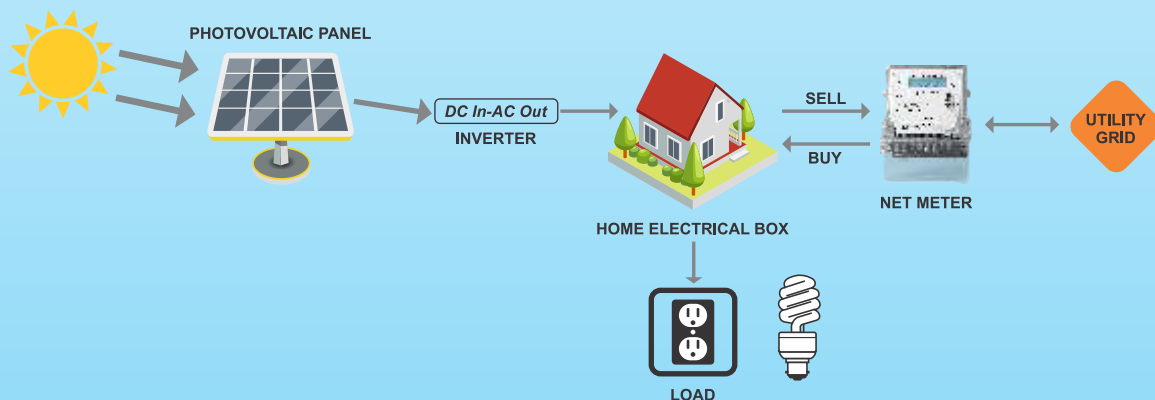 PHOTOVOLTAIC PANEL
DC In-AC Out
INVERTER
SELL
BUY
UTILITY
GRID
NET METER
HOME ELECTRICAL BOX
LOAD